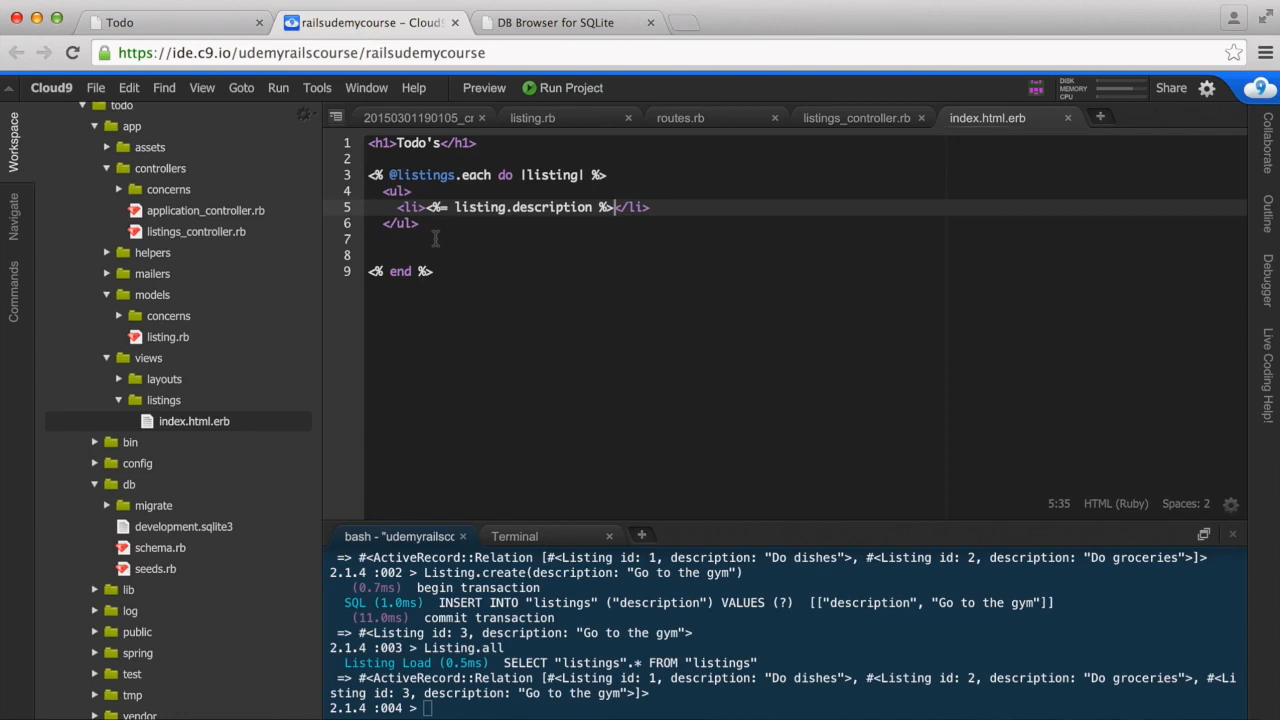 Todo
railsudemycourse – Cloud9
DB Browser for SQLite
https://ide.c9.io/udemyrailscourse/railsudemycourse
Cloud9 File Edit Find View Goto Run Tools Window Help Preview Run Project
DISK
MEMORY
CPU
Share
Workspace
Navigate
Commands
todo
app
assets
controllers
concerns
application_controller.rb
listings_controller.rb
helpers
mailers
models
concerns
listing.rb
views
layouts
listings
index.html.erb
bin
config
db
migrate
development.sqlite3
schema.rb
seeds.rb
lib
log
public
spring
test
tmp
vendor
20150301190105_cr
listing.rb
routes.rb
listings_controller.rb
index.html.erb
1 <h1>Todo's</h1>
2
3 <% @listings.each do |listing| %>
4 <ul>
5 <li><%= listing.description %></li>
6 </ul>
7
8
9 <% end %>
5:35 HTML (Ruby) Spaces: 2
Collaborate
Outline
Debugger
Live Coding Help!
bash - "udemyrailscc
Terminal
=> #<ActiveRecord::Relation [#<Listing id: 1, description: "Do dishes">, #<Listing id: 2, description: "Do groceries">]>
2.1.4 :002 > Listing.create(description: "Go to the gym")
(0.7ms) begin transaction
SQL (1.0ms) INSERT INTO "listings" ("description") VALUES (?) [["description", "Go to the gym"]]
(11.0ms) commit transaction
=> #<Listing id: 3, description: "Go to the gym">
2.1.4 :003 > Listing.all
Listing Load (0.5ms) SELECT "listings".* FROM "listings"
=> #<ActiveRecord::Relation [#<Listing id: 1, description: "Do dishes">, #<Listing id: 2, description: "Do groceries">, #<Li
sting id: 3, description: "Go to the gym">]>
2.1.4 :004 >